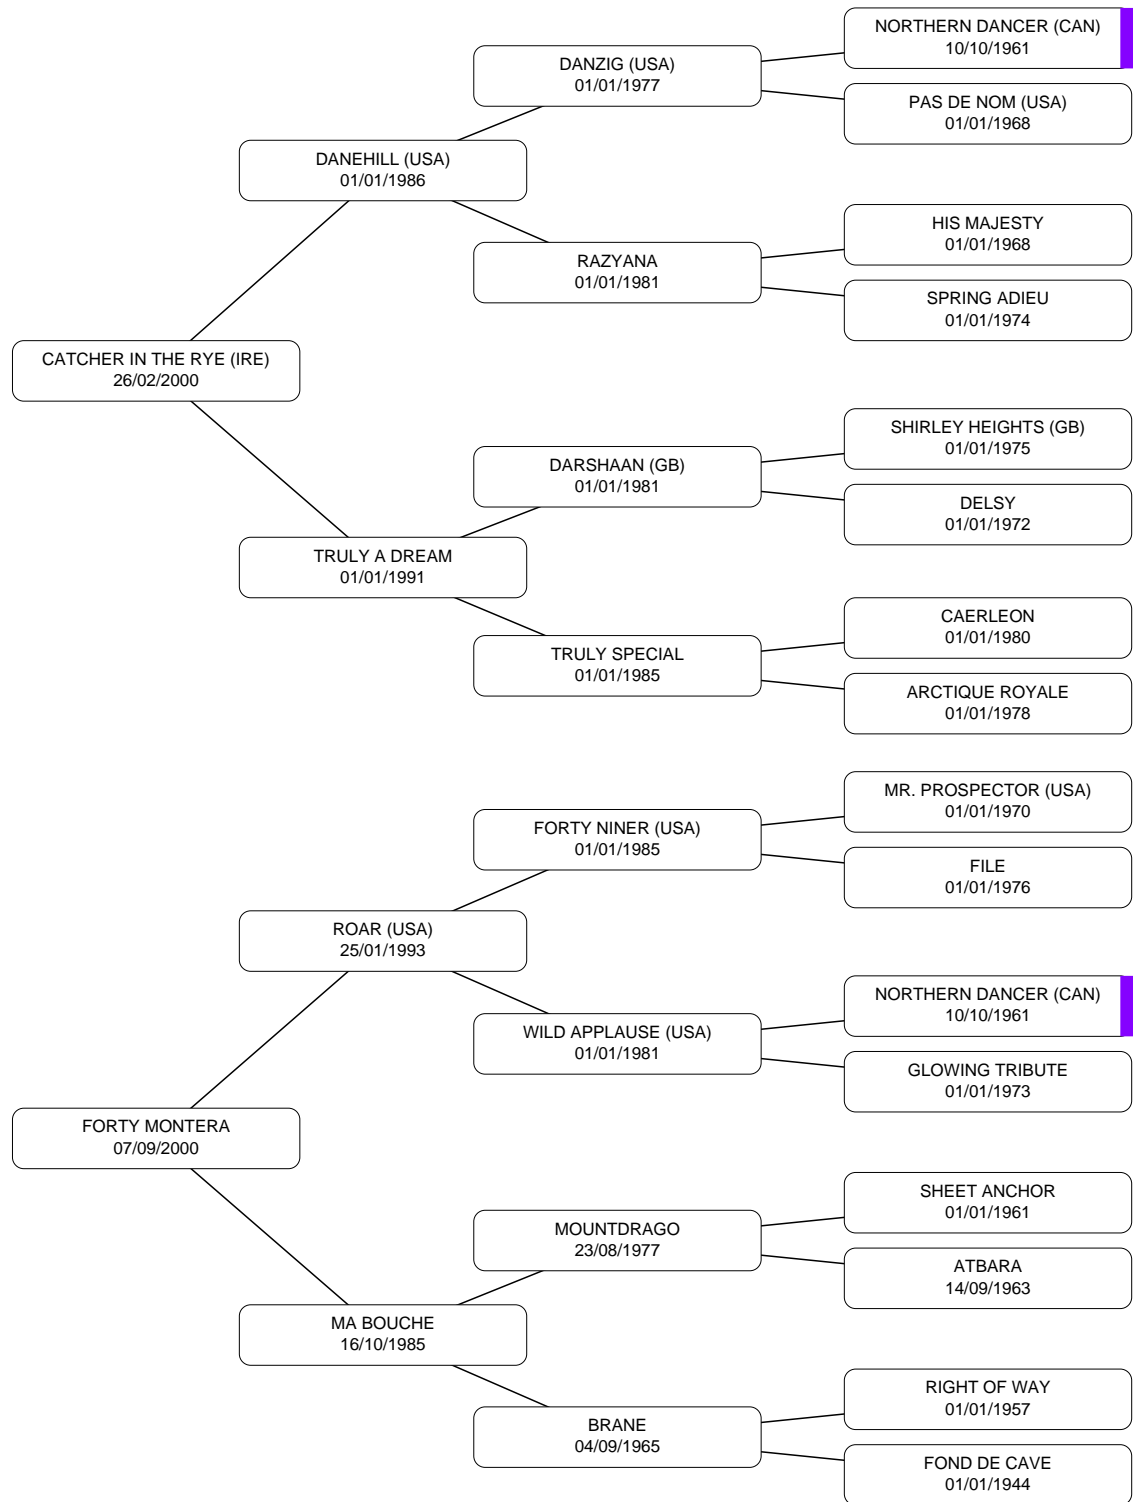 NORTHERN DANCER (CAN)
10/10/1961
DANZIG (USA)
01/01/1977
PAS DE NOM (USA)
01/01/1968
DANEHILL (USA)
01/01/1986
HIS MAJESTY
01/01/1968
RAZYANA
01/01/1981
SPRING ADIEU
01/01/1974
CATCHER IN THE RYE (IRE)
26/02/2000
SHIRLEY HEIGHTS (GB)
01/01/1975
DARSHAAN (GB)
01/01/1981
DELSY
01/01/1972
TRULY A DREAM
01/01/1991
CAERLEON
01/01/1980
TRULY SPECIAL
01/01/1985
ARCTIQUE ROYALE
01/01/1978
MR. PROSPECTOR (USA)
01/01/1970
FORTY NINER (USA)
01/01/1985
FILE
01/01/1976
ROAR (USA)
25/01/1993
NORTHERN DANCER (CAN)
10/10/1961
WILD APPLAUSE (USA)
01/01/1981
GLOWING TRIBUTE
01/01/1973
FORTY MONTERA
07/09/2000
SHEET ANCHOR
01/01/1961
MOUNTDRAGO
23/08/1977
ATBARA
14/09/1963
MA BOUCHE
16/10/1985
RIGHT OF WAY
01/01/1957
BRANE
04/09/1965
FOND DE CAVE
01/01/1944